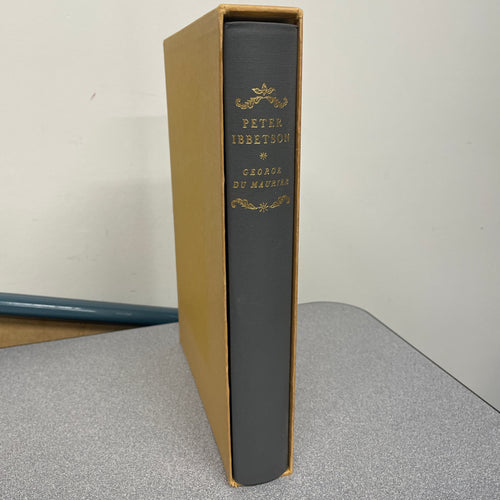 PETER
IBBETSON
GEORGE
DU MAURIER